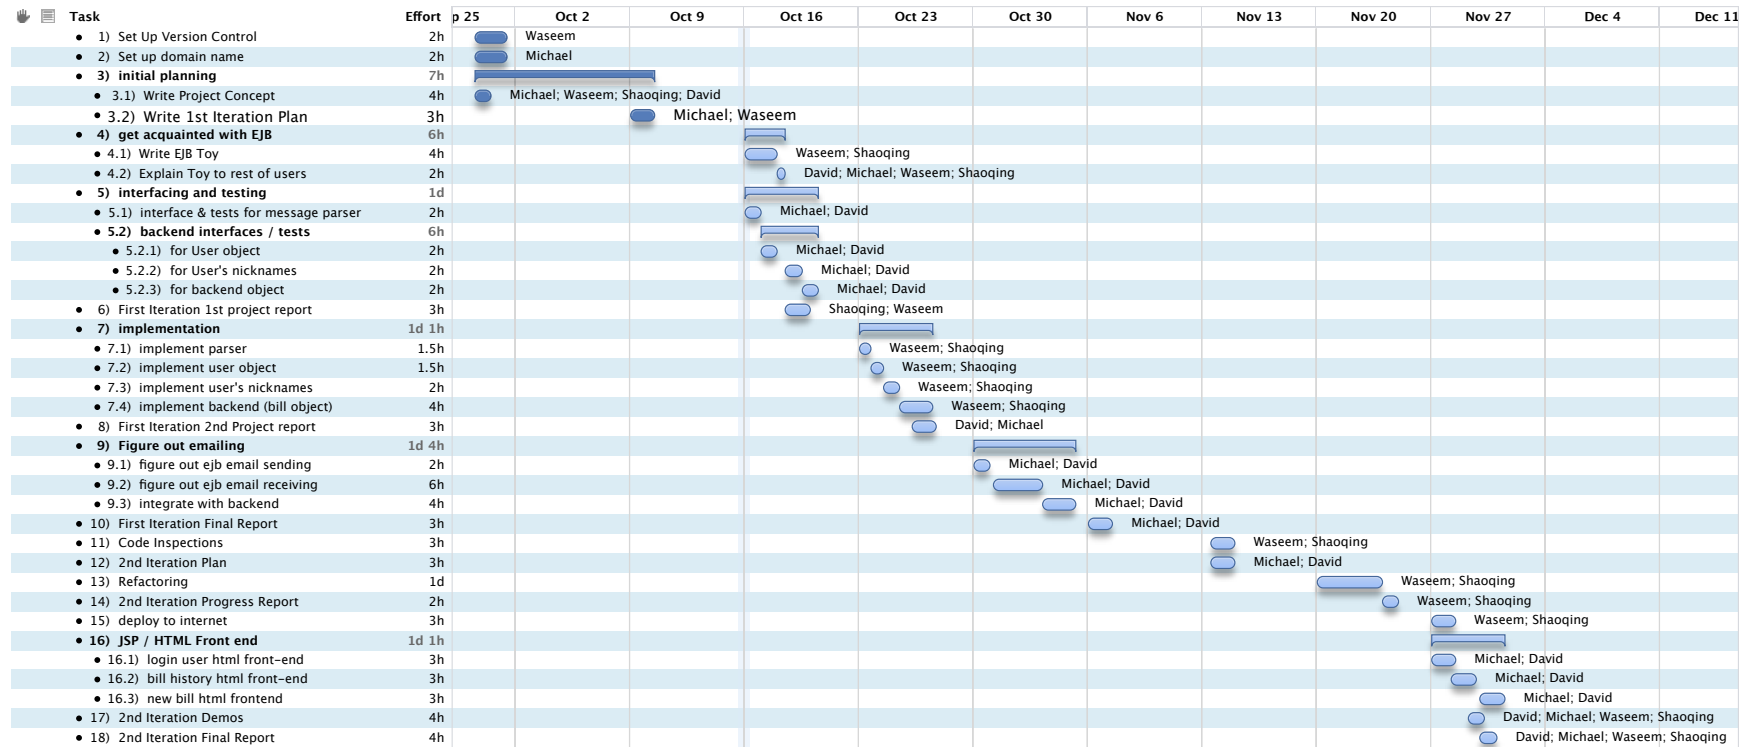 Task Effort p 25 Oct 2 Oct 9 Oct 16 Oct 23 Oct 30 Nov 6 Nov 13 Nov 20 Nov 27 Dec 4 Dec 11
• 1) Set Up Version Control 2h Waseem
• 2) Set up domain name 2h Michael
• 3) initial planning 7h
• 3.1) Write Project Concept 4h Michael; Waseem; Shaoqing; David
• 3.2) Write 1st Iteration Plan 3h Michael; Waseem
• 4) get acquainted with EJB 6h
• 4.1) Write EJB Toy 4h Waseem; Shaoqing
• 4.2) Explain Toy to rest of users 2h David; Michael; Waseem; Shaoqing
• 5) interfacing and testing 1d
• 5.1) interface & tests for message parser 2h Michael; David
• 5.2) backend interfaces / tests 6h
• 5.2.1) for User object 2h Michael; David
• 5.2.2) for User's nicknames 2h Michael; David
• 5.2.3) for backend object 2h Michael; David
• 6) First Iteration 1st project report 3h Shaoqing; Waseem
• 7) implementation 1d 1h
• 7.1) implement parser 1.5h Waseem; Shaoqing
• 7.2) implement user object 1.5h Waseem; Shaoqing
• 7.3) implement user's nicknames 2h Waseem; Shaoqing
• 7.4) implement backend (bill object) 4h Waseem; Shaoqing
• 8) First Iteration 2nd Project report 3h David; Michael
• 9) Figure out emailing 1d 4h
• 9.1) figure out ejb email sending 2h Michael; David
• 9.2) figure out ejb email receiving 6h Michael; David
• 9.3) integrate with backend 4h Michael; David
• 10) First Iteration Final Report 3h Michael; David
• 11) Code Inspections 3h Waseem; Shaoqing
• 12) 2nd Iteration Plan 3h Michael; David
• 13) Refactoring 1d Waseem; Shaoqing
• 14) 2nd Iteration Progress Report 2h Waseem; Shaoqing
• 15) deploy to internet 3h Waseem; Shaoqing
• 16) JSP / HTML Front end 1d 1h
• 16.1) login user html front-end 3h Michael; David
• 16.2) bill history html front-end 3h Michael; David
• 16.3) new bill html frontend 3h Michael; David
• 17) 2nd Iteration Demos 4h David; Michael; Waseem; Shaoqing
• 18) 2nd Iteration Final Report 4h David; Michael; Waseem; Shaoqing